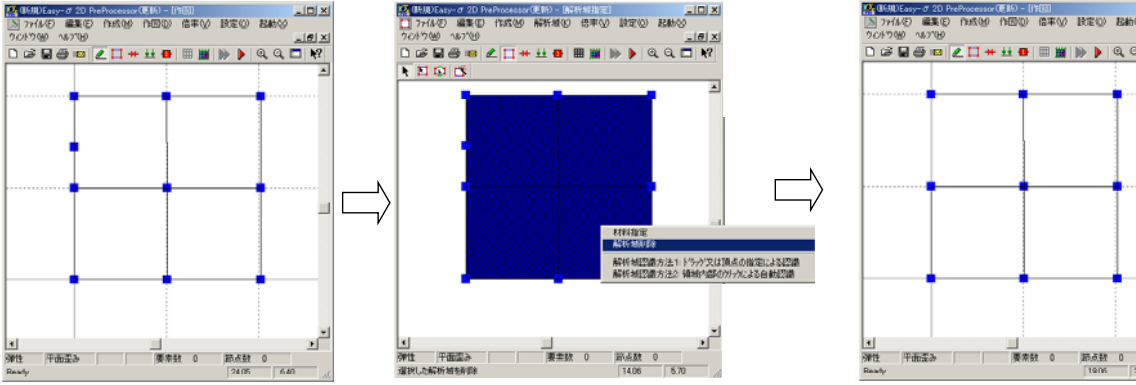 (新規)Easy-σ 2D PreProcessor(更新) - [作図]
ファイル(F) 編集(E) 作成(M) 作図(D) 倍率(V) 設定(O) 起動(X)
ウィンドウ(W) ヘルプ(H)
弾性 平面歪み 要素数 0 節点数 0
Ready 24.05 6.40
(新規)Easy-σ 2D PreProcessor(更新) - [解析域指定]
ファイル(F) 編集(E) 作成(M) 解析域(K) 倍率(V) 設定(O) 起動(X)
ウィンドウ(W) ヘルプ(H)
材料指定
解析域削除
解析域認識方法1: ドラッグ又は頂点の指定による認識
解析域認識方法2: 領域内部のクリックによる自動認識
弾性 平面歪み 要素数 0 節点数 0
選択した解析域を削除 14.06 5.70
(新規)Easy-σ 2D PreProcessor(更新) - [作図]
ファイル(F) 編集(E) 作成(M) 作図(D) 倍率(V) 設定(O) 起動
ウィンドウ(W) ヘルプ(H)
弾性 平面歪み 要素数 0 節点数 0
Ready 19.06